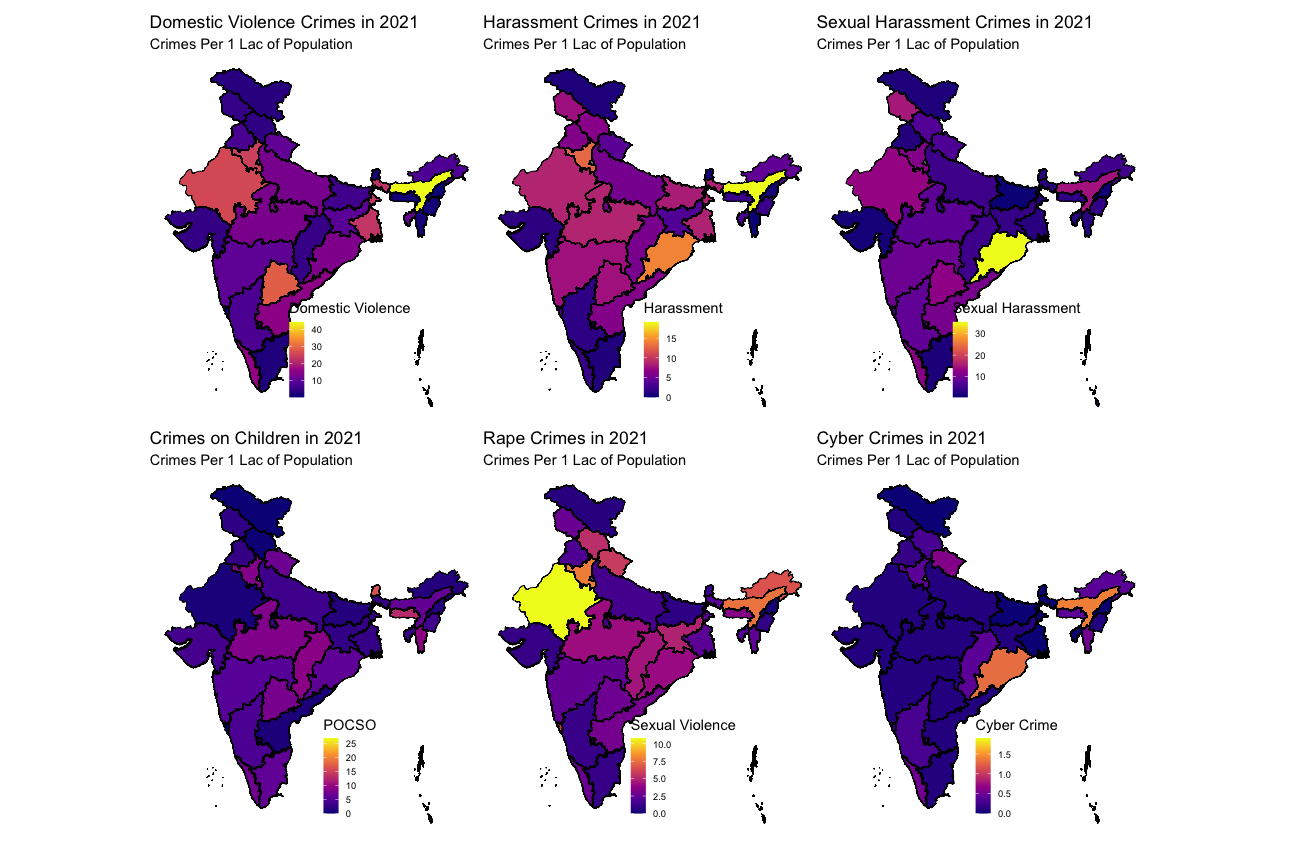 Domestic Violence Crimes in 2021
Crimes Per 1 Lac of Population
Domestic Violence
40
30
20
10
Harassment Crimes in 2021
Crimes Per 1 Lac of Population
Harassment
15
10
5
0
Sexual Harassment Crimes in 2021
Crimes Per 1 Lac of Population
Sexual Harassment
30
20
10
Crimes on Children in 2021
Crimes Per 1 Lac of Population
POCSO
25
20
15
10
5
0
Rape Crimes in 2021
Crimes Per 1 Lac of Population
Sexual Violence
10.0
7.5
5.0
2.5
0.0
Cyber Crimes in 2021
Crimes Per 1 Lac of Population
Cyber Crime
1.5
1.0
0.5
0.0